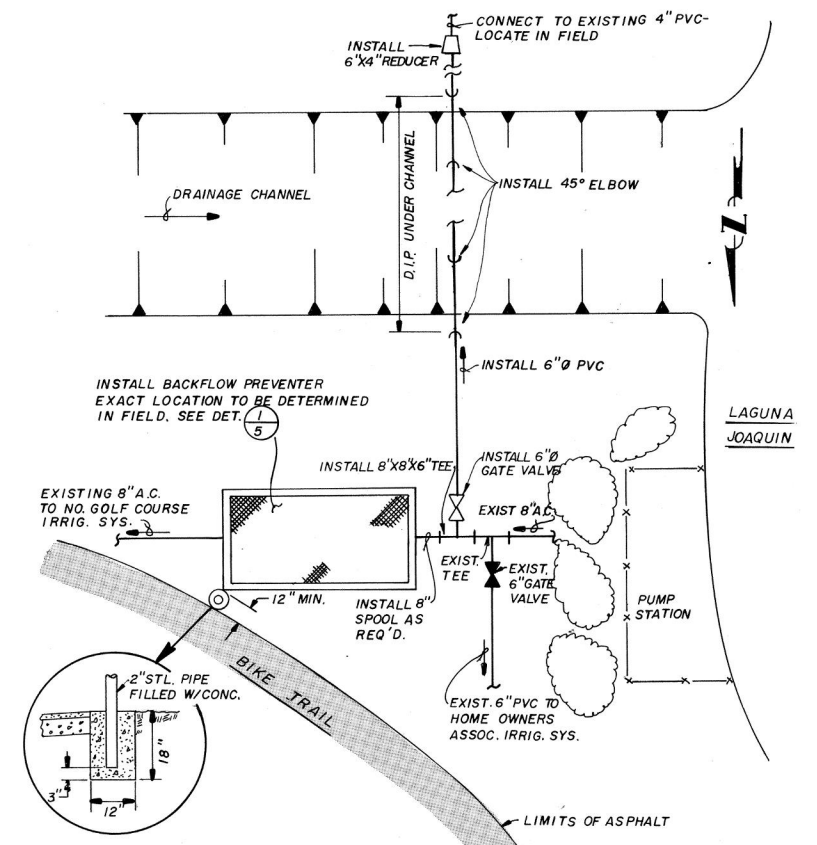 CONNECT TO EXISTING 4" PVC-
LOCATE IN FIELD
INSTALL
6"X4" REDUCER
D.I.P. UNDER CHANNEL
INSTALL 45° ELBOW
DRAINAGE CHANNEL
Z
INSTALL 6"Ø PVC
INSTALL BACKFLOW PREVENTER
EXACT LOCATION TO BE DETERMINED
IN FIELD. SEE DET.
1
5
LAGUNA
JOAQUIN
INSTALL 8"X8"X6" TEE
INSTALL 6"Ø
GATE VALVE
EXISTING 8" A.C.
TO NO. GOLF COURSE
IRRIG. SYS.
EXIST 8" A.C.
EXIST.
TEE
EXIST.
6" GATE
VALVE
12" MIN.
INSTALL 8"
SPOOL AS
REQ'D.
PUMP
STATION
BIKE TRAIL
2" STL. PIPE
FILLED W/CONC.
18"
3"
12"
EXIST. 6" PVC TO
HOME OWNERS
ASSOC. IRRIG. SYS.
LIMITS OF ASPHALT